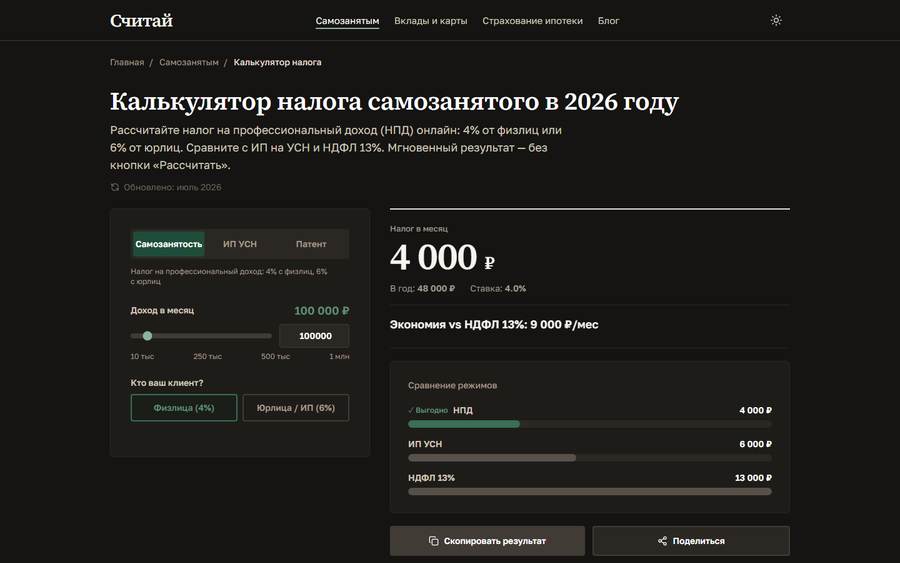 Считай
Самозанятым
Вклады и карты
Страхование ипотеки
Блог
Главная / Самозанятым / Калькулятор налога
Калькулятор налога самозанятого в 2026 году
Рассчитайте налог на профессиональный доход (НПД) онлайн: 4% от физлиц или
6% от юрлиц. Сравните с ИП на УСН и НДФЛ 13%. Мгновенный результат — без
кнопки «Рассчитать».
Обновлено: июль 2026
Самозанятость
ИП УСН
Патент
Налог на профессиональный доход: 4% с физлиц, 6%
с юрлиц
Доход в месяц
100 000 ₽
100000
10 тыс
250 тыс
500 тыс
1 млн
Кто ваш клиент?
Физлица (4%)
Юрлица / ИП (6%)
Налог в месяц
4 000 ₽
В год: 48 000 ₽
Ставка: 4.0%
Экономия vs НДФЛ 13%: 9 000 ₽/мес
Сравнение режимов
✓ Выгодно НПД
4 000 ₽
ИП УСН
6 000 ₽
НДФЛ 13%
13 000 ₽
Скопировать результат
Поделиться